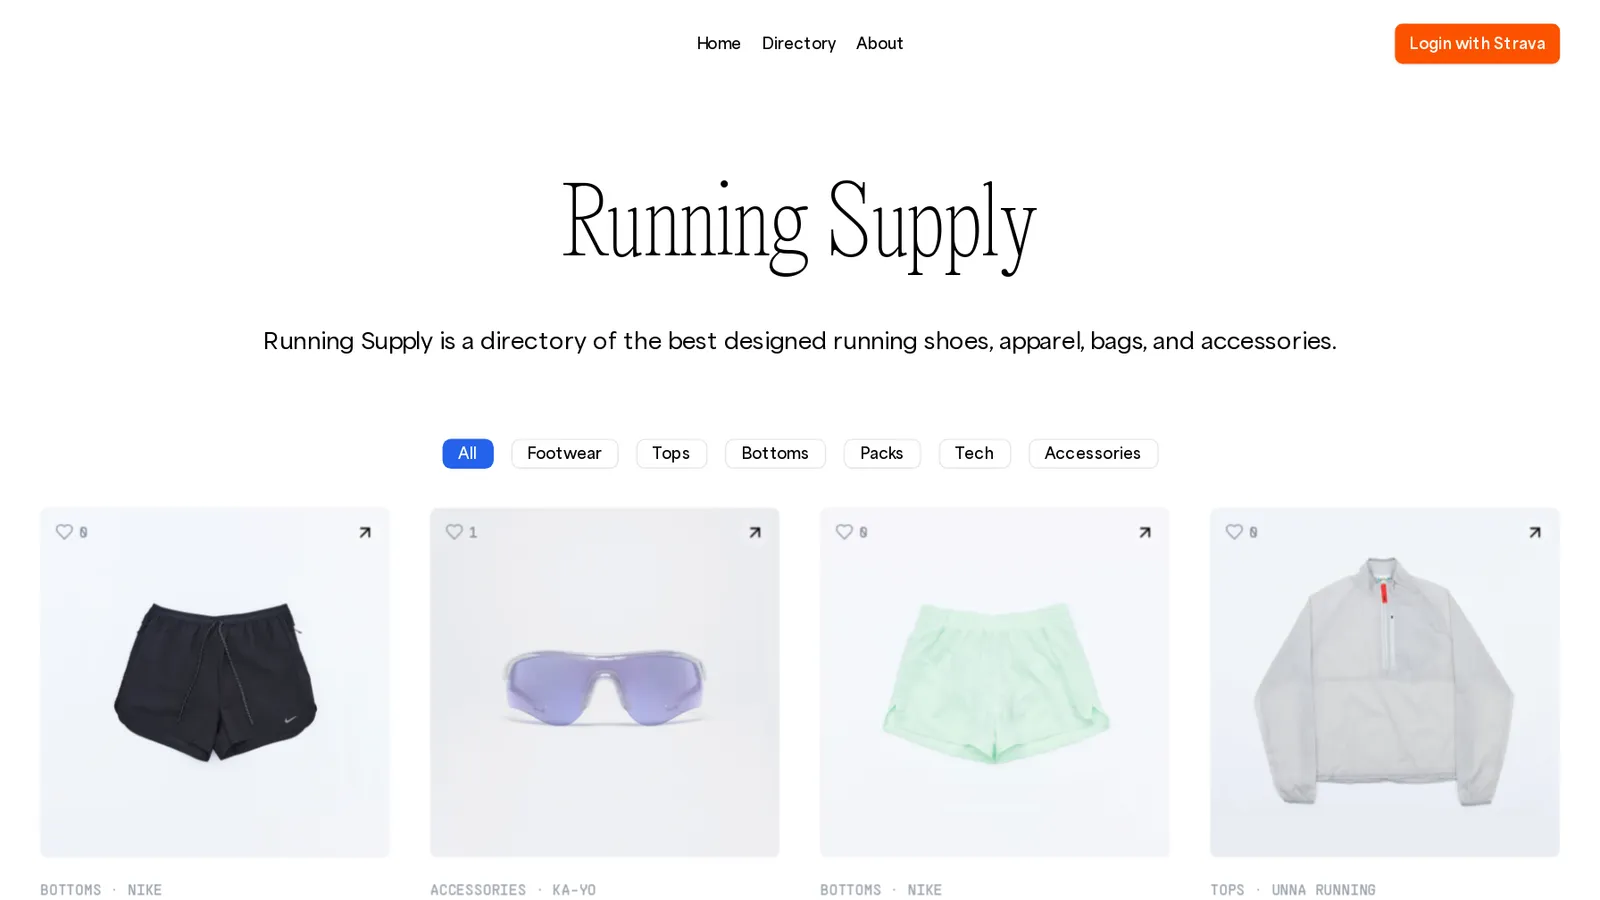 Home Directory About
Login with Strava
Running Supply
Running Supply is a directory of the best designed running shoes, apparel, bags, and accessories.
All Footwear Tops Bottoms Packs Tech Accessories
0
1
0
0
BOTTOMS · NIKE
ACCESSORIES · KA-YO
BOTTOMS · NIKE
TOPS · UNNA RUNNING